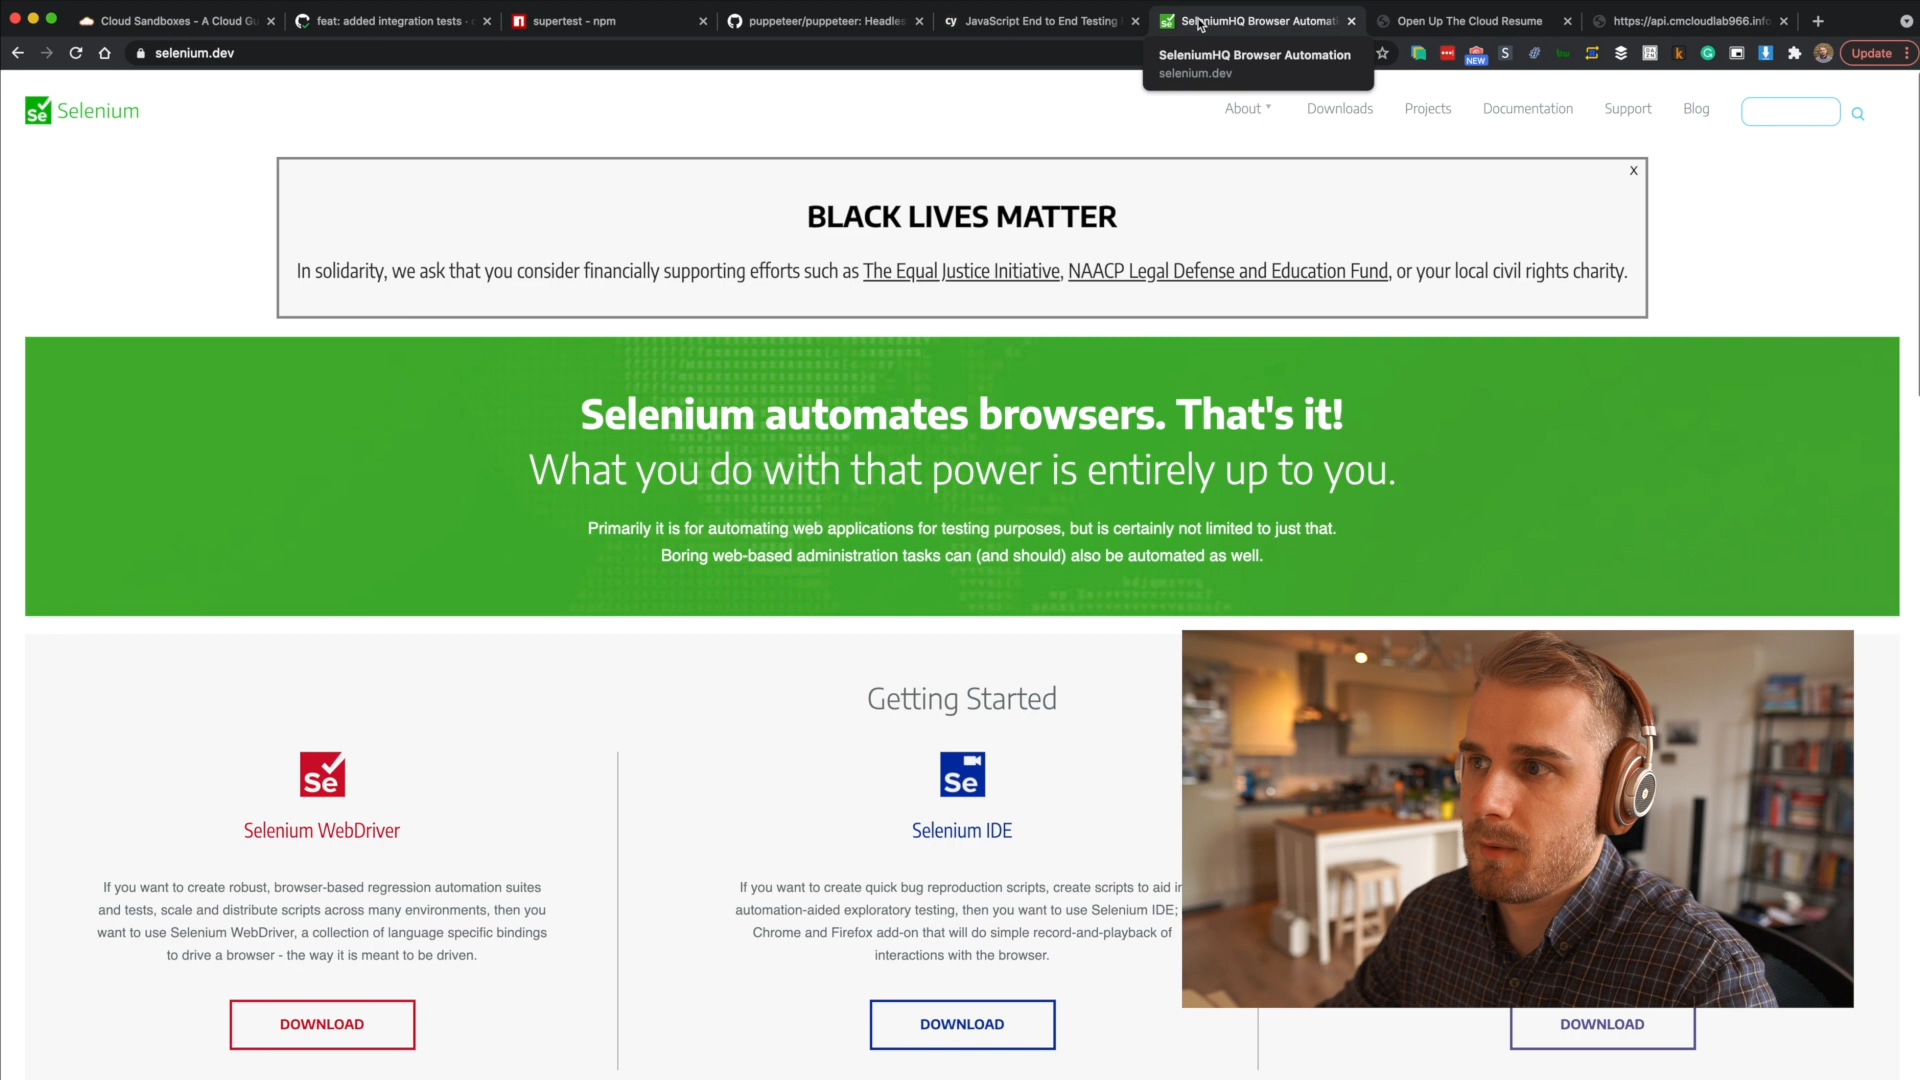 Cloud Sandboxes - A Cloud Gu
feat: added integration tests ·
supertest - npm
puppeteer/puppeteer: Headles
JavaScript End to End Testing
SeleniumHQ Browser Automati
Open Up The Cloud Resume
https://api.cmcloudlab966.info
selenium.dev
SeleniumHQ Browser Automation
selenium.dev
NEW
Update
Se Selenium
About
Downloads
Projects
Documentation
Support
Blog
X
BLACK LIVES MATTER
In solidarity, we ask that you consider financially supporting efforts such as The Equal Justice Initiative, NAACP Legal Defense and Education Fund, or your local civil rights charity.
Selenium automates browsers. That's it!
What you do with that power is entirely up to you.
Primarily it is for automating web applications for testing purposes, but is certainly not limited to just that.
Boring web-based administration tasks can (and should) also be automated as well.
Getting Started
Se
Selenium WebDriver
If you want to create robust, browser-based regression automation suites
and tests, scale and distribute scripts across many environments, then you
want to use Selenium WebDriver, a collection of language specific bindings
to drive a browser - the way it is meant to be driven.
DOWNLOAD
Se
Selenium IDE
If you want to create quick bug reproduction scripts, create scripts to aid in
automation-aided exploratory testing, then you want to use Selenium IDE;
Chrome and Firefox add-on that will do simple record-and-playback of
interactions with the browser.
DOWNLOAD
DOWNLOAD